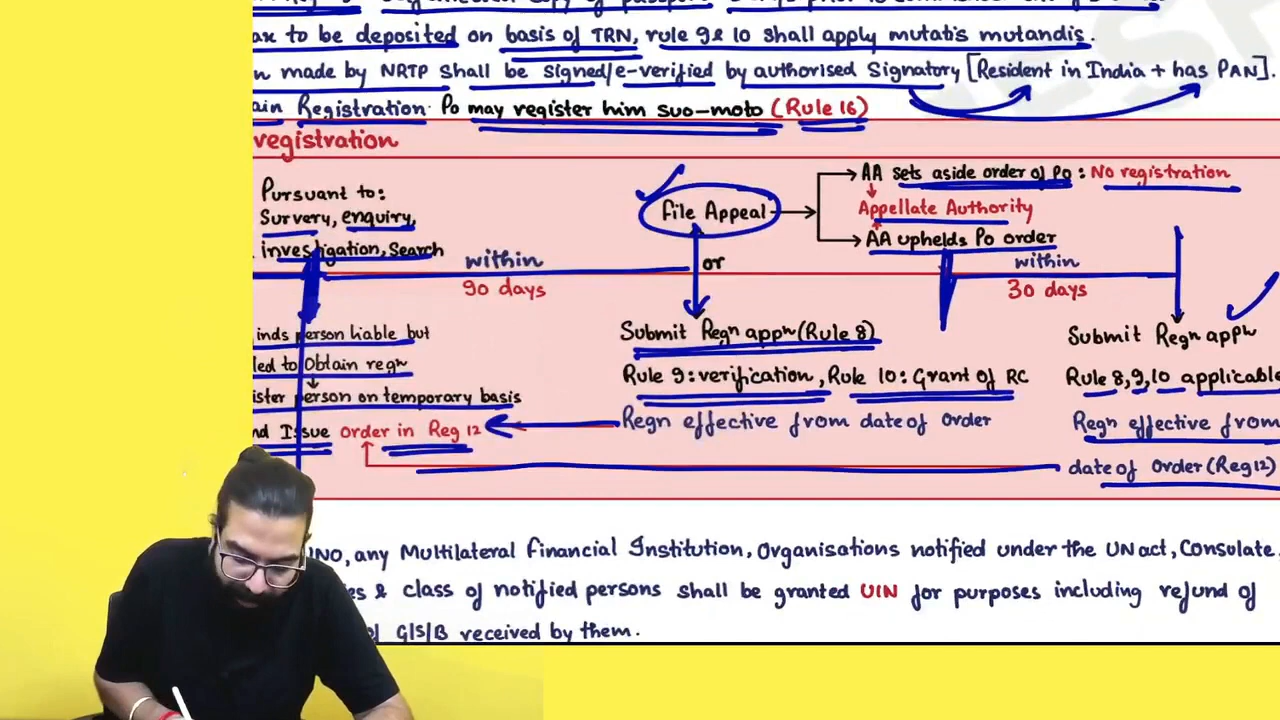 ax to be deposited on basis of TRN, rule 9 & 10 shall apply mutatis mutandis.
n made by NRTP shall be signed/e-verified by authorised Signatory [Resident in India + has PAN].
ain Registration. Po may register him suo-moto (Rule 16)
registration
Pursuant to:
Survery, enquiry,
investigation, Search
inds person liable but
led to Obtain regn
ister person on temporary basis
nd Issue Order in Reg 12
within
90 days
File Appeal
or
Submit Regn appn (Rule 8)
Rule 9: verification, Rule 10: Grant of RC
Regn effective from date of order
AA sets aside order of Po: No registration
Appellate Authority
AA upholds Po order
within
30 days
Submit Regn appn
Rule 8,9,10 applicable
Regn effective from
date of Order (Reg 12)
UNO, any Multilateral Financial Institution, Organisations notified under the UN act, Consulate,
es & class of notified persons shall be granted UIN for purposes including refund of
of G/S/B received by them.